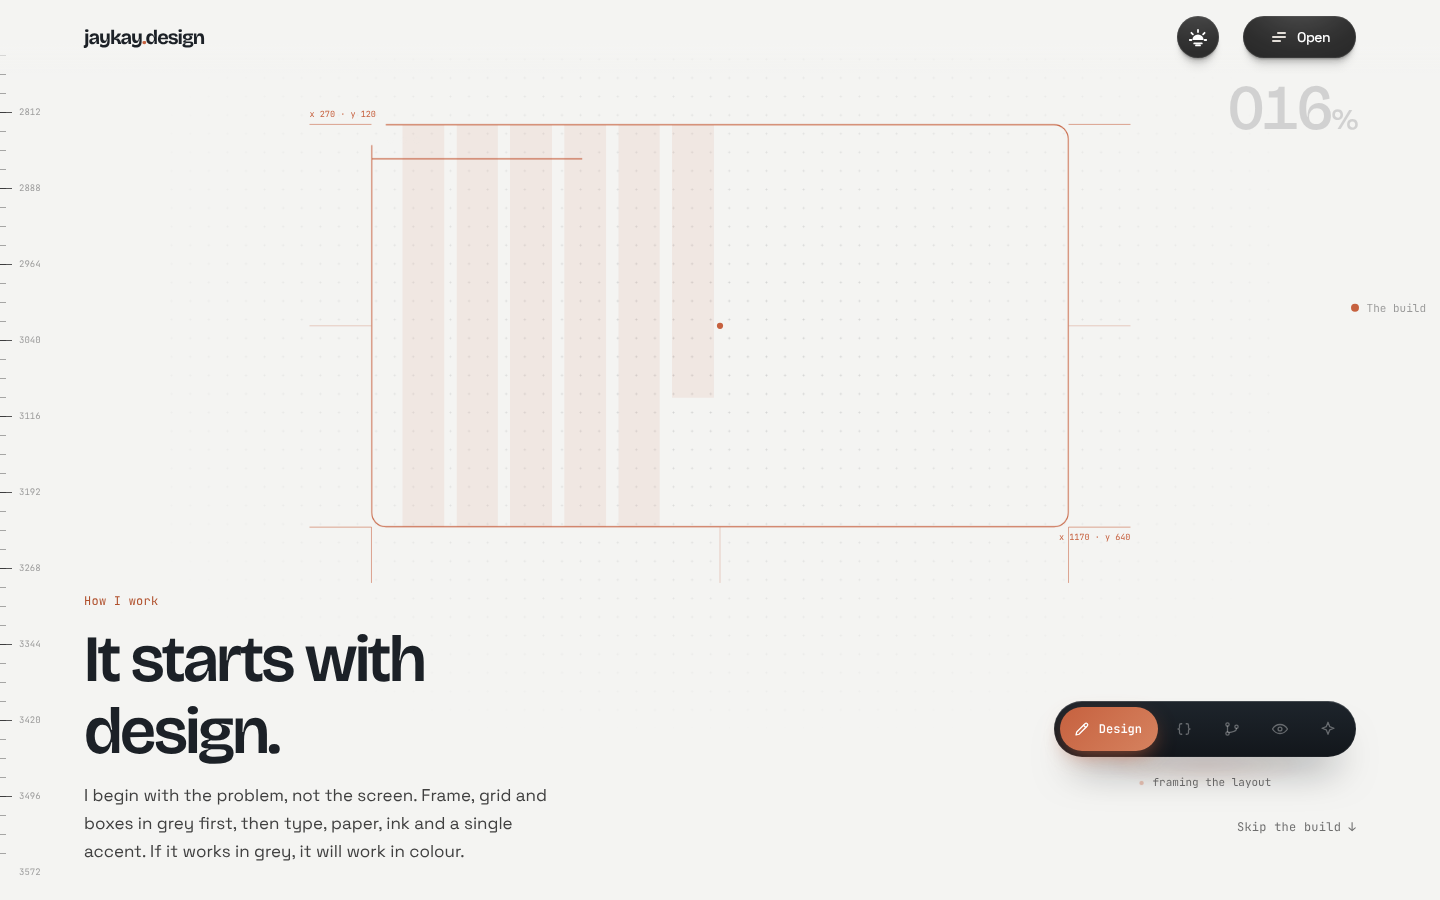 jaykay.design
Open
016%
x 270 · y 120
2812
2888
2964
The build
3040
3116
3192
x 1170 · y 640
3268
How I work
It starts with
design.
3344
3420
Design
{}
framing the layout
I begin with the problem, not the screen. Frame, grid and
boxes in grey first, then type, paper, ink and a single
accent. If it works in grey, it will work in colour.
3496
Skip the build ↓
3572